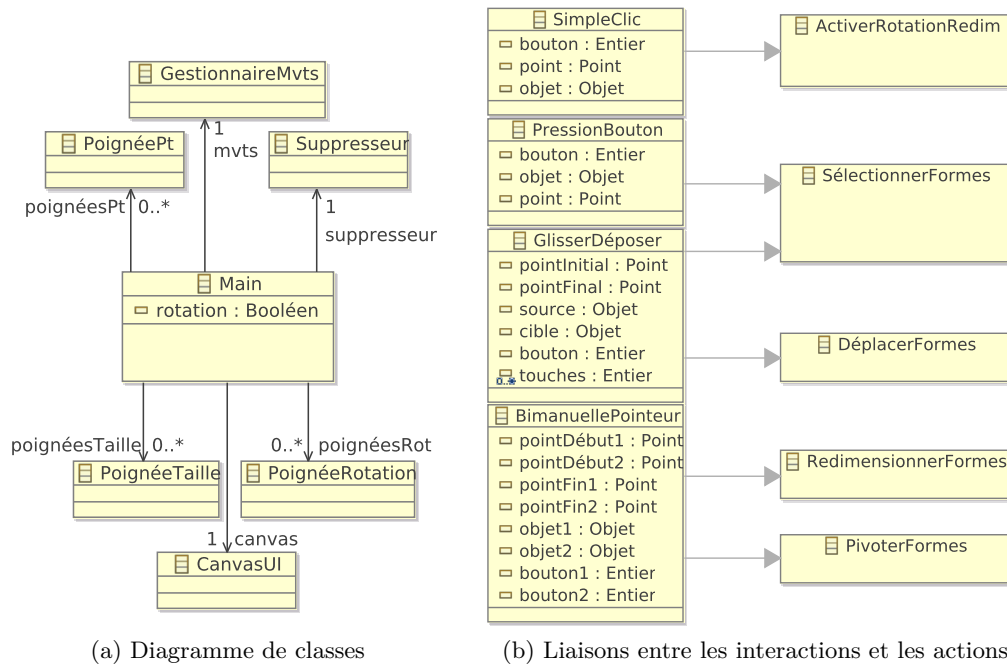 GestionnaireMvts
1
mvts
PoignéePt
Suppresseur
poignéesPt 0..*
1
suppresseur
Main
rotation : Booléen
poignéesTaille 0..*
0..* poignéesRot
PoignéeTaille
PoignéeRotation
1 canvas
CanvasUI
(a) Diagramme de classes
SimpleClic
bouton : Entier
point : Point
objet : Objet
PressionBouton
bouton : Entier
objet : Objet
point : Point
GlisserDéposer
pointInitial : Point
pointFinal : Point
source : Objet
cible : Objet
bouton : Entier
0..* touches : Entier
BimanuellePointeur
pointDébut1 : Point
pointDébut2 : Point
pointFin1 : Point
pointFin2 : Point
objet1 : Objet
objet2 : Objet
bouton1 : Entier
bouton2 : Entier
ActiverRotationRedim
SélectionnerFormes
DéplacerFormes
RedimensionnerFormes
PivoterFormes
(b) Liaisons entre les interactions et les actions